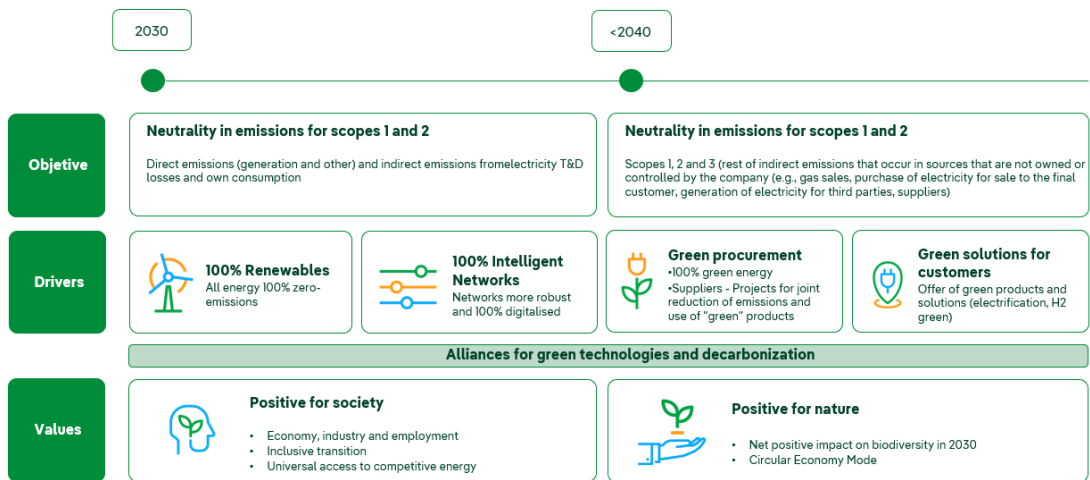 2030
<2040
Objetive
Neutrality in emissions for scopes 1 and 2
Direct emissions (generation and other) and indirect emissions fromelectricity T&D
losses and own consumption
Neutrality in emissions for scopes 1 and 2
Scopes 1, 2 and 3 (rest of indirect emissions that occur in sources that are not owned or
controlled by the company (e.g., gas sales, purchase of electricity for sale to the final
customer, generation of electricity for third parties, suppliers)
Drivers
100% Renewables
All energy 100% zero-
emissions
100% Intelligent
Networks
Networks more robust
and 100% digitalised
Green procurement
•100% green energy
•Suppliers - Projects for joint
reduction of emissions and
use of "green" products
Green solutions for
customers
Offer of green products and
solutions (electrification, H2
green)
Alliances for green technologies and decarbonization
Values
Positive for society
• Economy, industry and employment
• Inclusive transition
• Universal access to competitive energy
Positive for nature
• Net positive impact on biodiversity in 2030
• Circular Economy Mode